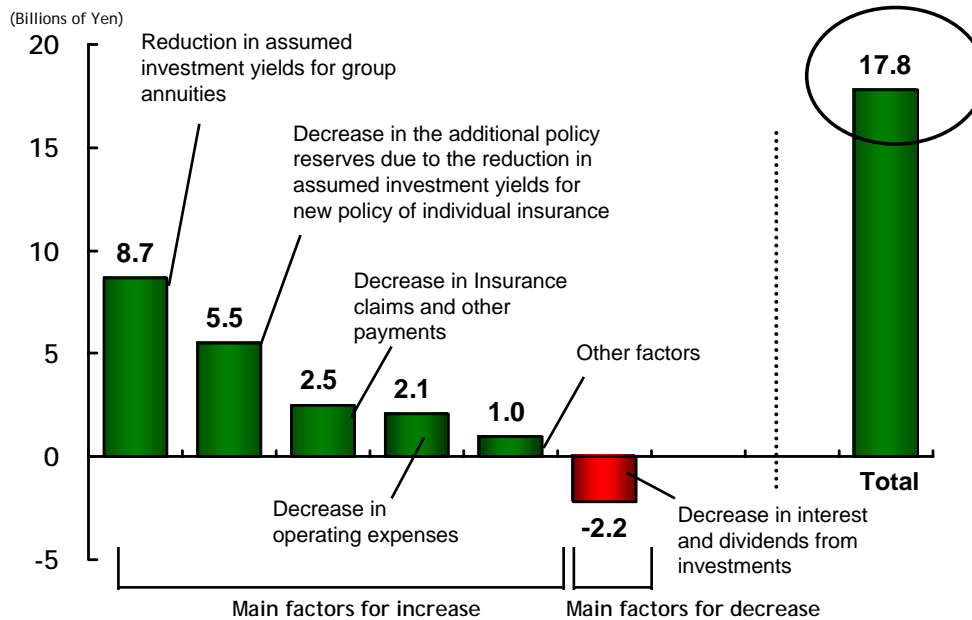 (Billions of Yen)
20
15
10
5
0
-5
Reduction in assumed
investment yields for group
annuities
8.7
Decrease in the additional policy
reserves due to the reduction in
assumed investment yields for
new policy of individual insurance
5.5
Decrease in Insurance
claims and other
payments
2.5
2.1
Decrease in
operating expenses
Other factors
1.0
-2.2
Decrease in interest
and dividends from
investments
17.8
Total
Main factors for increase
Main factors for decrease